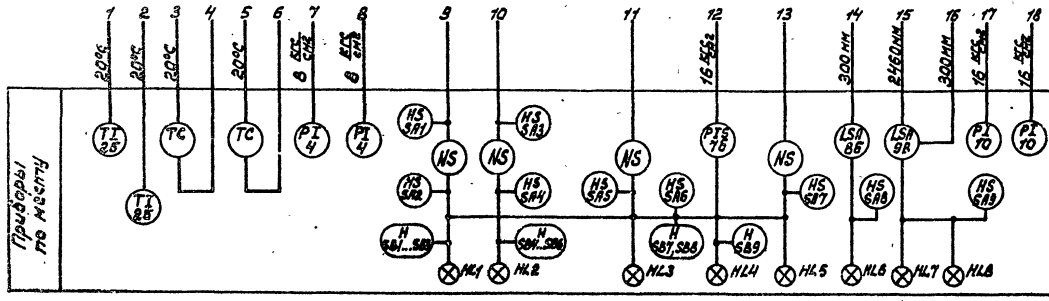 1 2 3 4 5 6 7 8 9 10 11 12 13 14 15 16 17 18
20°С
20°С
20°С
20°С
8 кгс/см2
8 кгс/см2
16 кгс/см2
300 мм
2460 мм
300 мм
16 кгс/см2
16 кгс/см2
Приборы
по месту
TI
2Б
TI
2Б
TC
TC
PI
4
PI
4
HS
SA1
HS
SA3
NS
NS
NS
NS
HS
SA2
HS
SA4
HS
SA5
HS
SA6
PIS
7Б
HS
SA7
LSA
8Б
HS
SA8
LSA
9В
PI
10
PI
10
HS
SA9
H
SB1...SB3
H
SB4...SB6
H
SB7,SB8
H
SB9
HL1
HL2
HL3
HL4
HL5
HL6
HL7
HL8